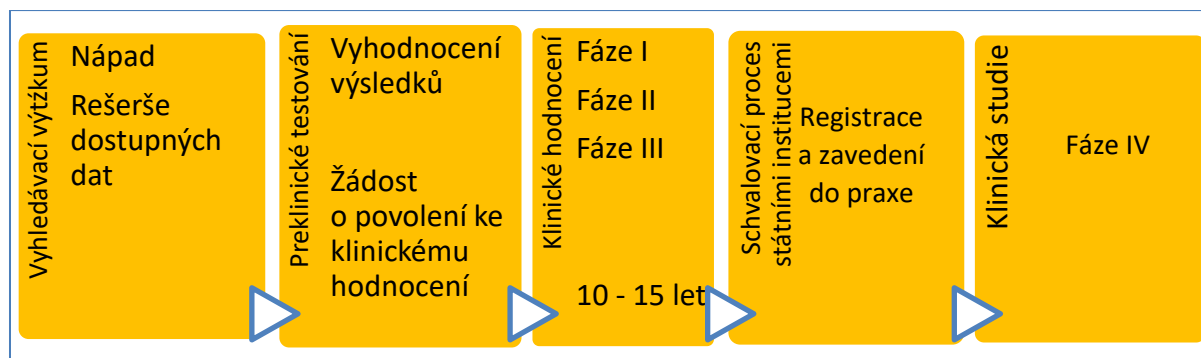 Vyhledávací výtžkum
Nápad
Rešerše
dostupných
dat
Preklinické testování
Vyhodnocení
výsledků
Žádost
o povolení ke
klinickému
hodnocení
Klinické hodnocení
Fáze I
Fáze II
Fáze III
10 - 15 let
Schvalovací proces
státními institucemi
Registrace
a zavedení
do praxe
Klinická studie
Fáze IV